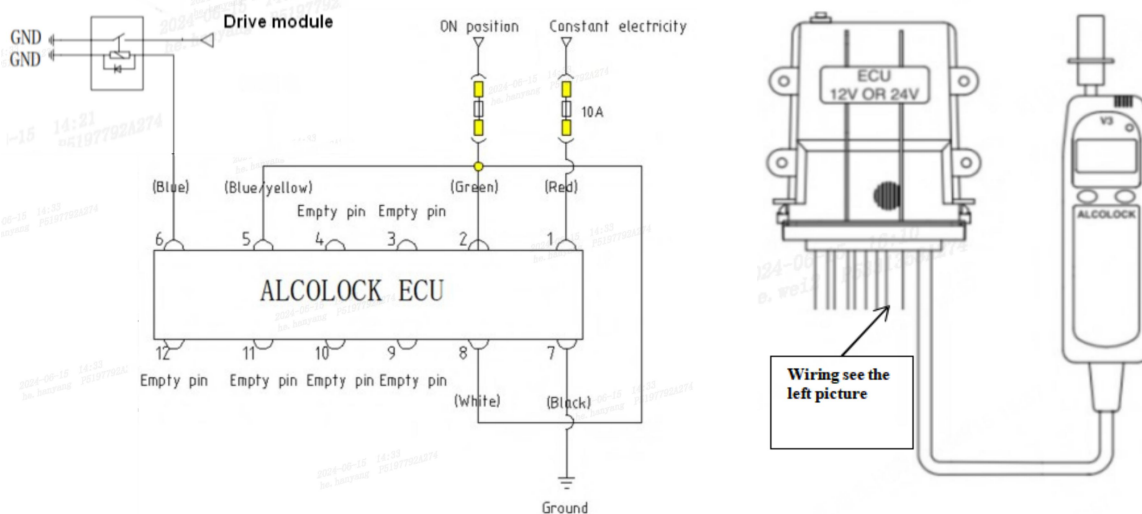 Drive module
GND
GND
ON position
Constant electricity
10A
(Blue)
(Blue/yellow)
(Green)
(Red)
Empty pin
Empty pin
6
5
4
3
2
1
ALCOLOCK ECU
12
11
10
9
8
7
Empty pin
Empty pin
Empty pin
Empty pin
(White)
(Black)
Ground
ECU
12V OR 24V
V3
ALCOLOCK
Wiring see the
left picture